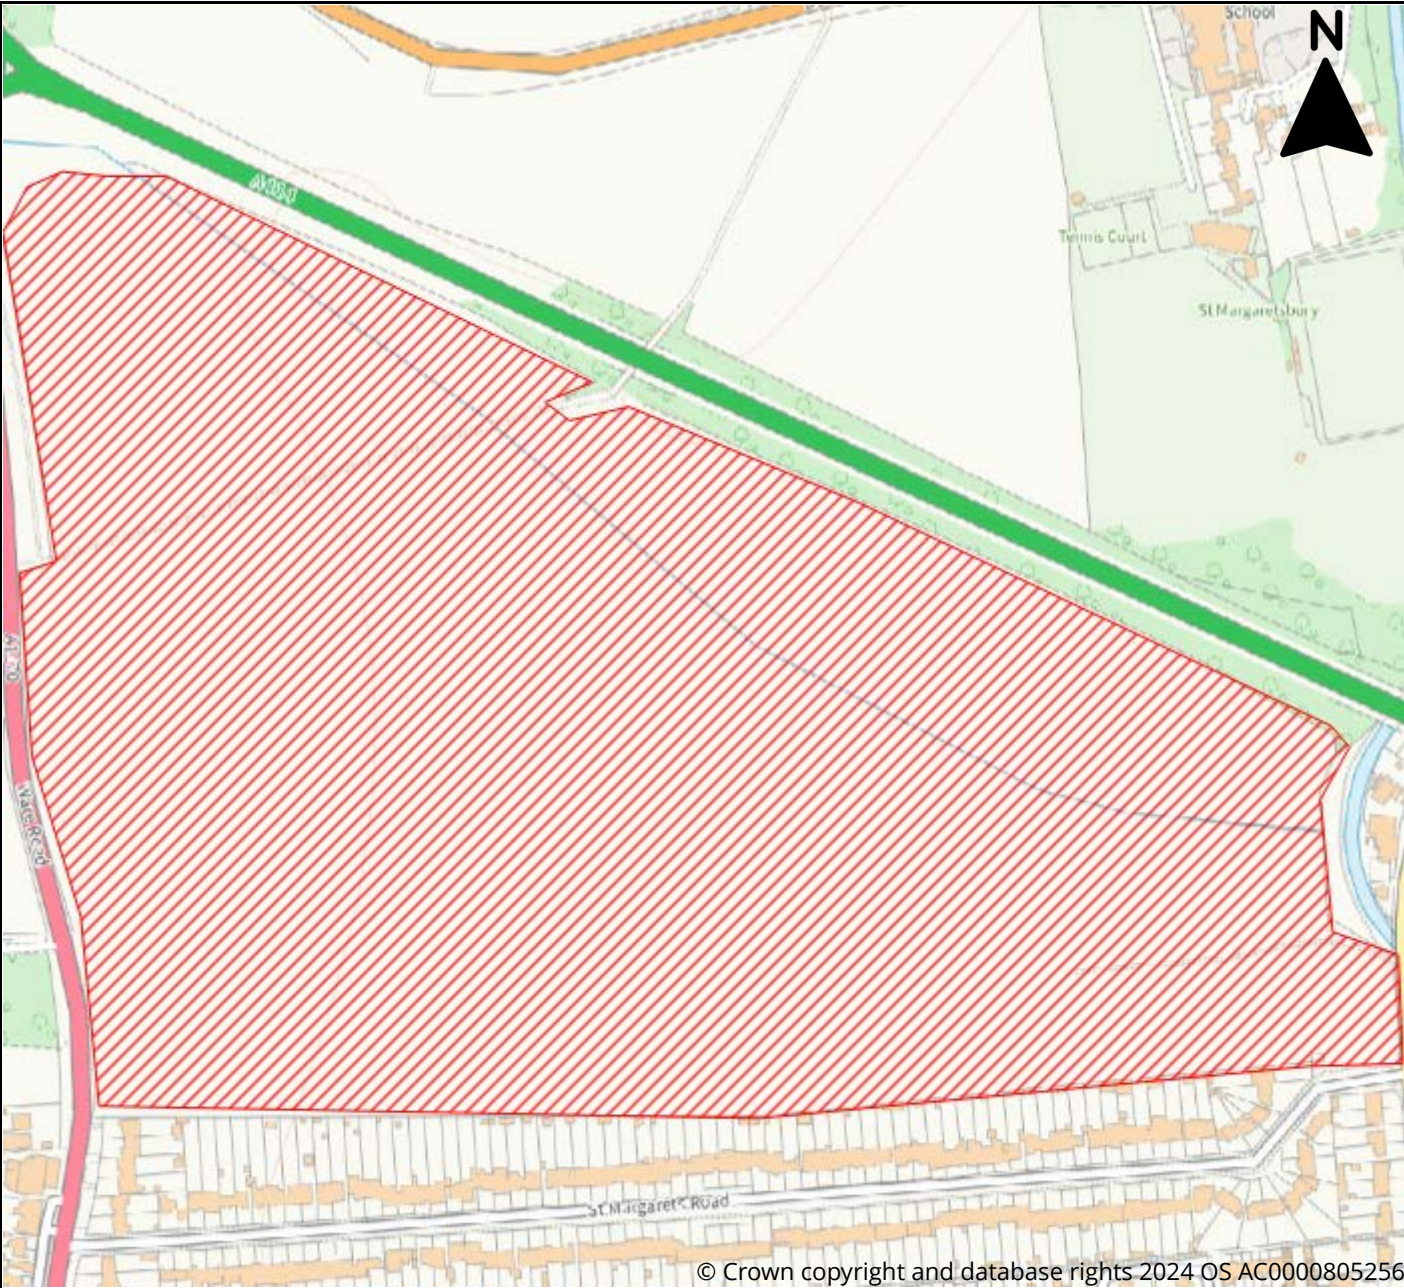 School
N
A414
Tennis Court
St Margaretsbury
A1170
Ware Road
St Margarets Road
© Crown copyright and database rights 2024 OS AC0000805256